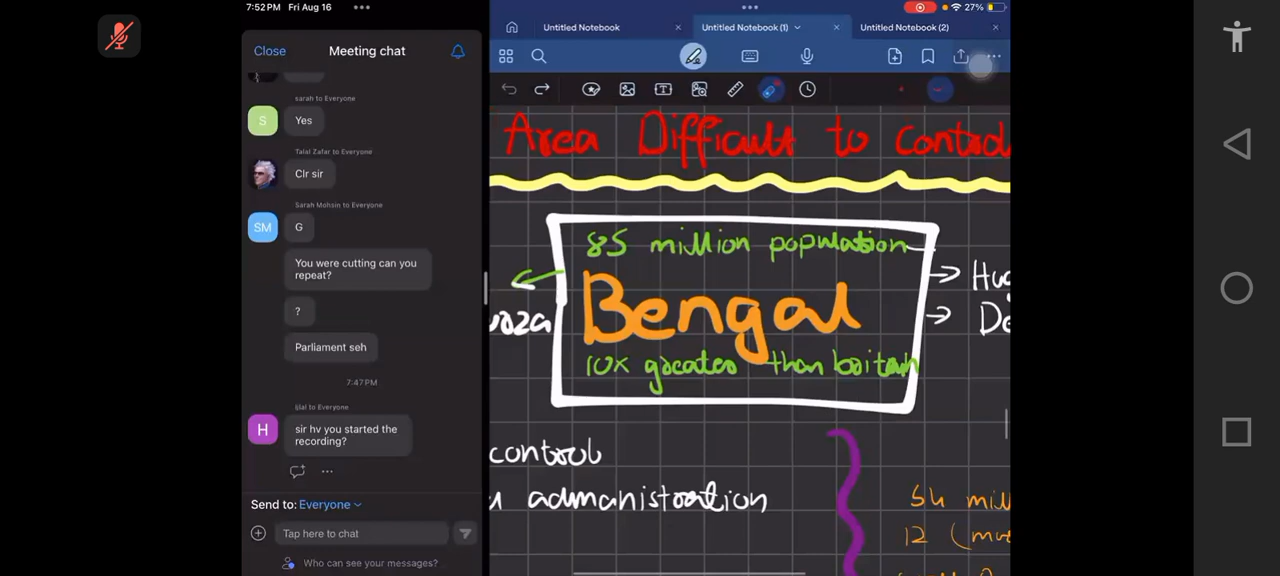 7:52PM Fri Aug 16
27%
Close
Meeting chat
sarah to Everyone
S
Yes
Talal Zafar to Everyone
Clr sir
Sarah Mohsin to Everyone
SM
G
You were cutting can you
repeat?
?
Parliament seh
7:47 PM
ijlal to Everyone
H
sir hv you started the
recording?
Send to: Everyone
Tap here to chat
Who can see your messages?
Untitled Notebook
Untitled Notebook (1)
Untitled Notebook (2)
Area Difficult to Control
85 million population
Bengal
10x greater than britain
control
admanistration
54 mill
12